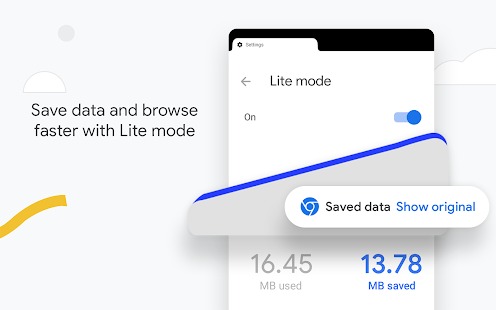 Settings
Lite mode
Save data and browse
faster with Lite mode
On
Saved data Show original
16.45 13.78
MB used MB saved